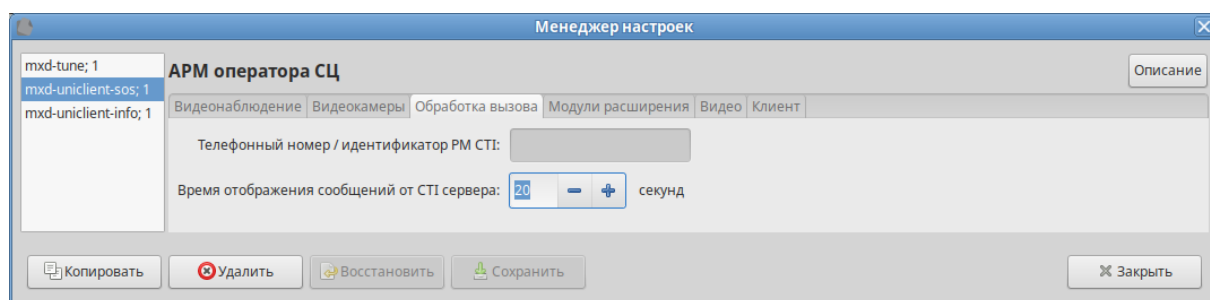 Менеджер настроек
mxd-tune; 1
mxd-uniclient-sos; 1
mxd-uniclient-info; 1
АРМ оператора СЦ
Описание
Видеонаблюдение Видеокамеры Обработка вызова Модули расширения Видео Клиент
Телефонный номер / идентификатор РМ CTI:
Время отображения сообщений от CTI сервера: 20 секунд
Копировать Удалить Восстановить Сохранить Закрыть